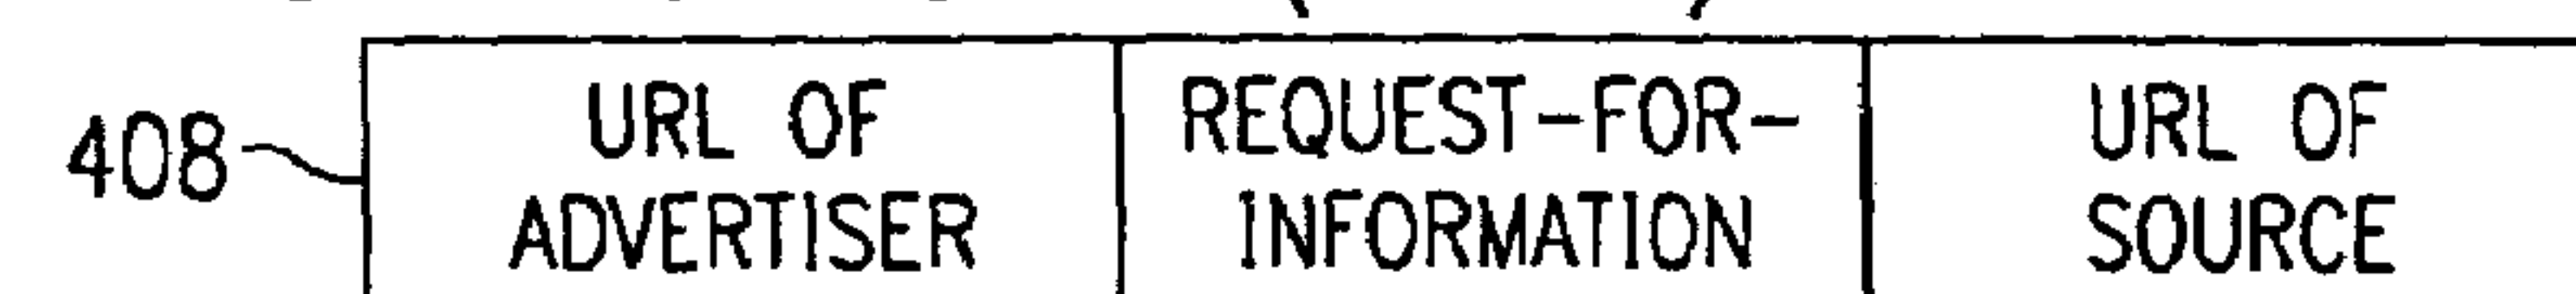 408
URL OF
ADVERTISER
REQUEST-FOR-
INFORMATION
URL OF
SOURCE